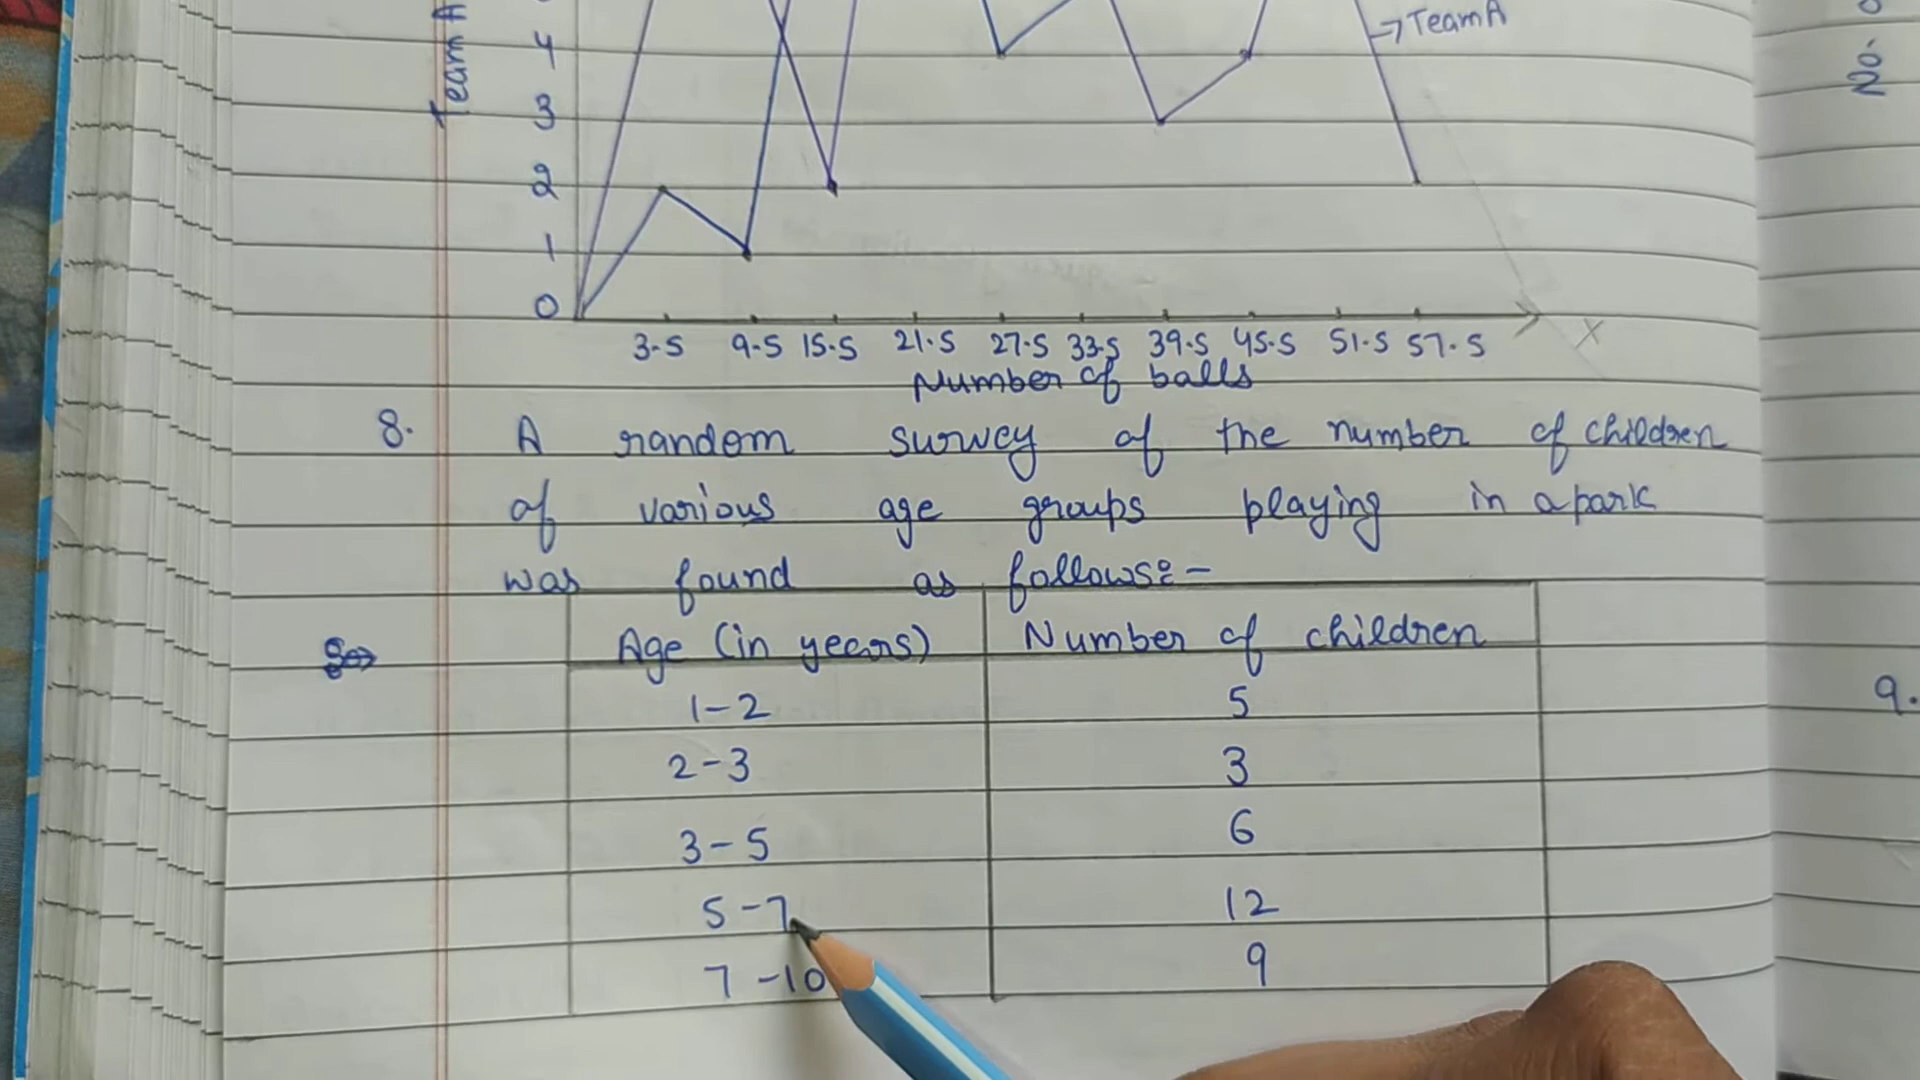 Team A
4
→ Team A
3
2
1
0
3.5 9.5 15.5 21.5 27.5 33.5 39.5 45.5 51.5 57.5
X
Number of balls
8. A random survey of the number of children
of various age groups playing in a park
was found as follows:-
Age (in years) Number of children
1-2 5
2-3 3
3-5 6
5-7 12
7-10 9
No.
9.